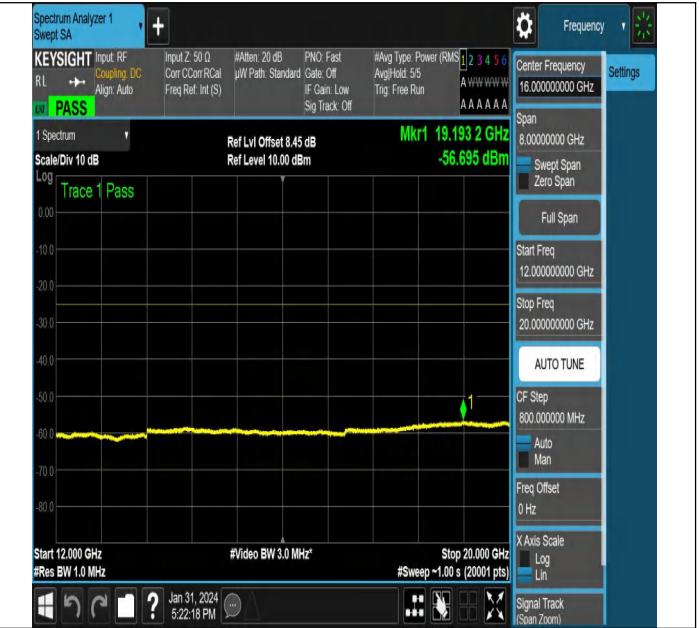 Spectrum Analyzer 1
Swept SA
+
Frequency
KEYSIGHT
RL
PASS
Input: RF
Coupling: DC
Align: Auto
Input Z: 50 Ω
Corr CCorr RCal
Freq Ref: Int (S)
#Atten: 20 dB
µW Path: Standard
PNO: Fast
Gate: Off
IF Gain: Low
Sig Track: Off
#Avg Type: Power (RMS
Avg|Hold: 5/5
Trig: Free Run
1 2 3 4 5 6
A W W W W W
A A A A A A
Center Frequency
16.000000000 GHz
Settings
1 Spectrum
Scale/Div 10 dB
Ref Lvl Offset 8.45 dB
Ref Level 10.00 dBm
Mkr1 19.193 2 GHz
-56.695 dBm
Span
8.00000000 GHz
Swept Span
Zero Span
Full Span
Start Freq
12.000000000 GHz
Stop Freq
20.000000000 GHz
AUTO TUNE
CF Step
800.000000 MHz
Auto
Man
Freq Offset
0 Hz
X Axis Scale
Log
Lin
Signal Track
(Span Zoom)
Log
Trace 1 Pass
0.00
-10.0
-20.0
-30.0
-40.0
-50.0
-60.0
-70.0
-80.0
1
Start 12.000 GHz
#Res BW 1.0 MHz
#Video BW 3.0 MHz*
Stop 20.000 GHz
#Sweep ~1.00 s (20001 pts)
?
Jan 31, 2024
5:22:18 PM